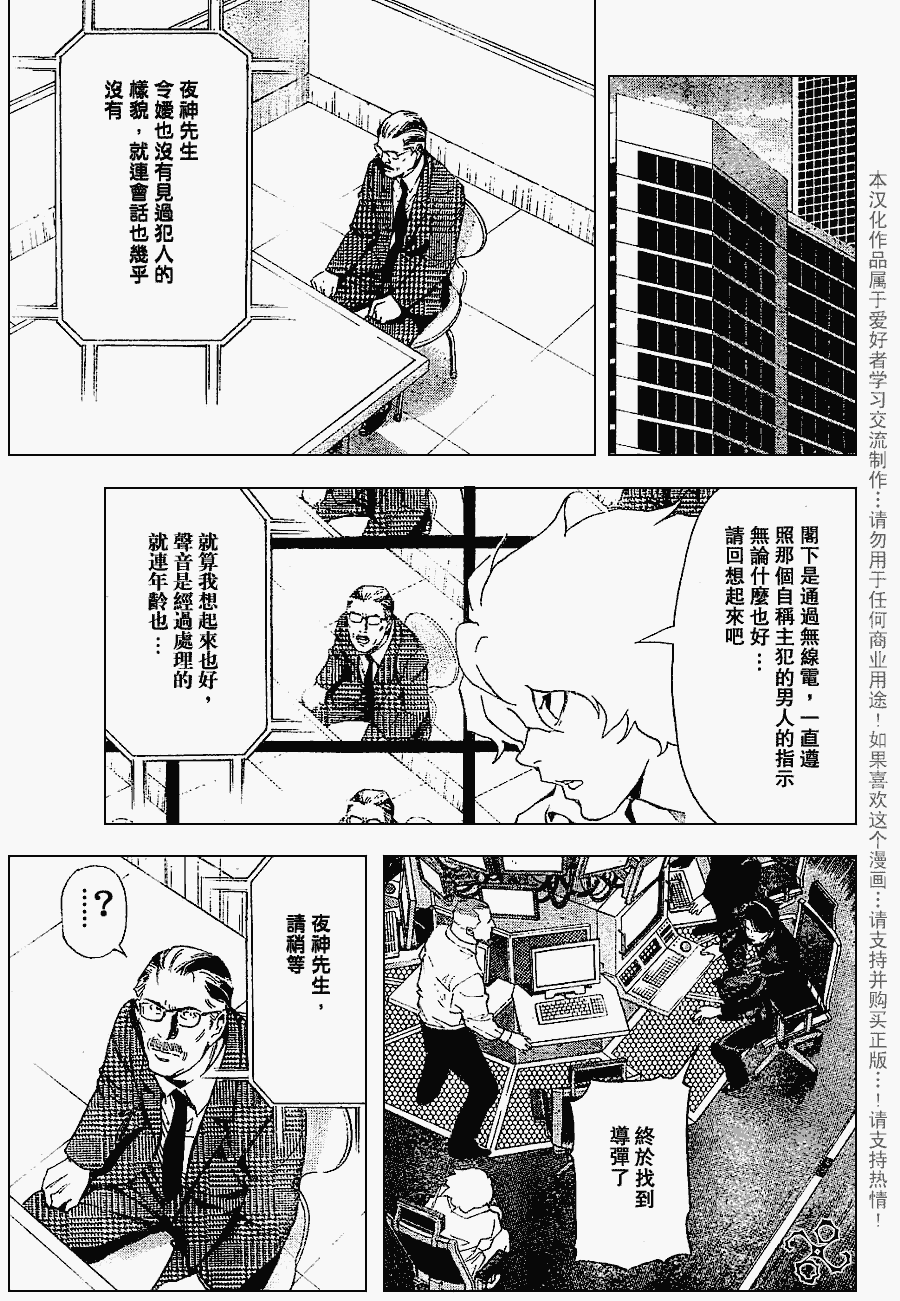 夜神先生
令嬡也沒有見過犯人的
樣貌，就連會話也幾乎
沒有
閣下是通過無線電，一直遵
照那個自稱主犯的男人的指示
無論什麼也好…
請回想起來吧
就算我想起來也好，
聲音是經過處理的
就連年齡也…
終於找到
導彈了
夜神先生，
請稍等
…?
本汉化作品属于爱好者学习交流制作…请勿用于任何商业用途！如果喜欢这个漫画…请支持并购买正版…！请支持热情！